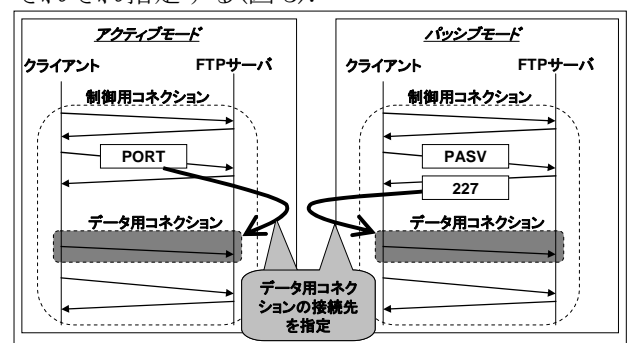 それぞれ指定する(図3).
アクティブモード
クライアント
FTPサーバ
制御用コネクション
PORT
データ用コネクション
パッシブモード
クライアント
FTPサーバ
制御用コネクション
PASV
227
データ用コネクション
データ用コネク
ションの接続先
を指定